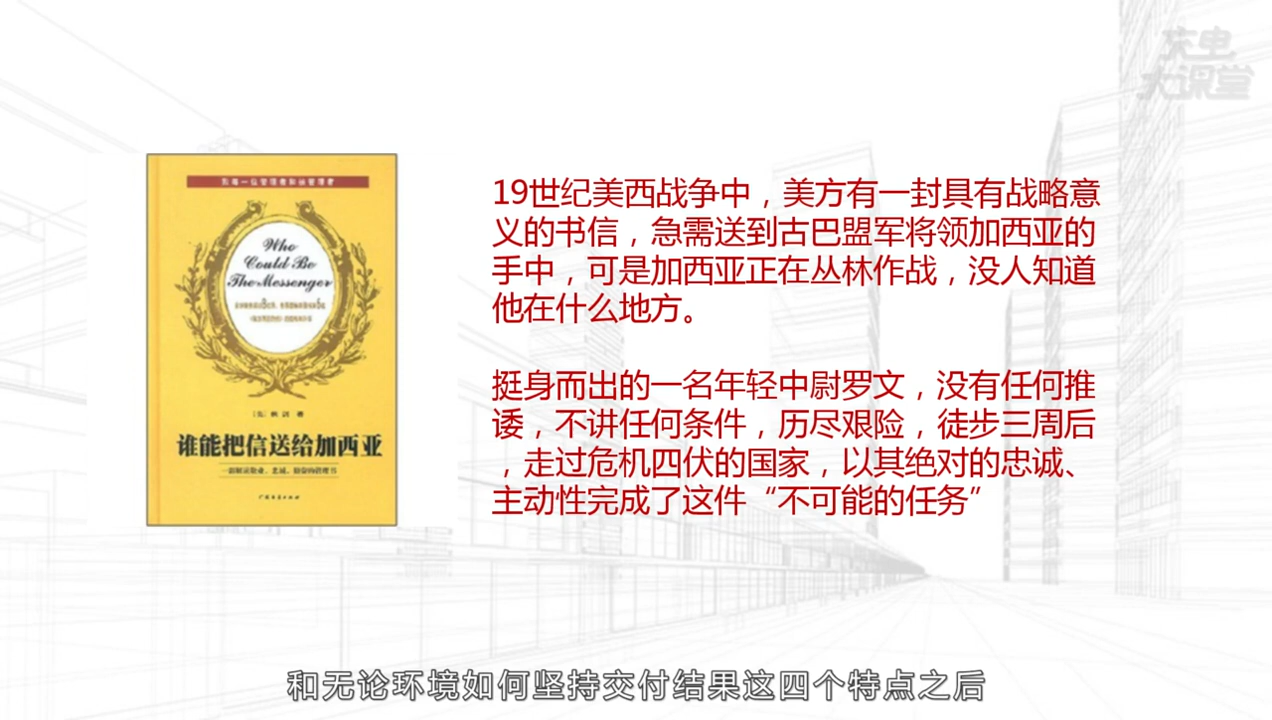 充电
大课堂
Who
Could Be
The Messenger
谁能把信送给加西亚
19世纪美西战争中，美方有一封具有战略意
义的书信，急需送到古巴盟军将领加西亚的
手中，可是加西亚正在丛林作战，没人知道
他在什么地方。
挺身而出的一名年轻中尉罗文，没有任何推
诿，不讲任何条件，历尽艰险，徒步三周后
，走过危机四伏的国家，以其绝对的忠诚、
主动性完成了这件“不可能的任务”
和无论环境如何坚持交付结果这四个特点之后